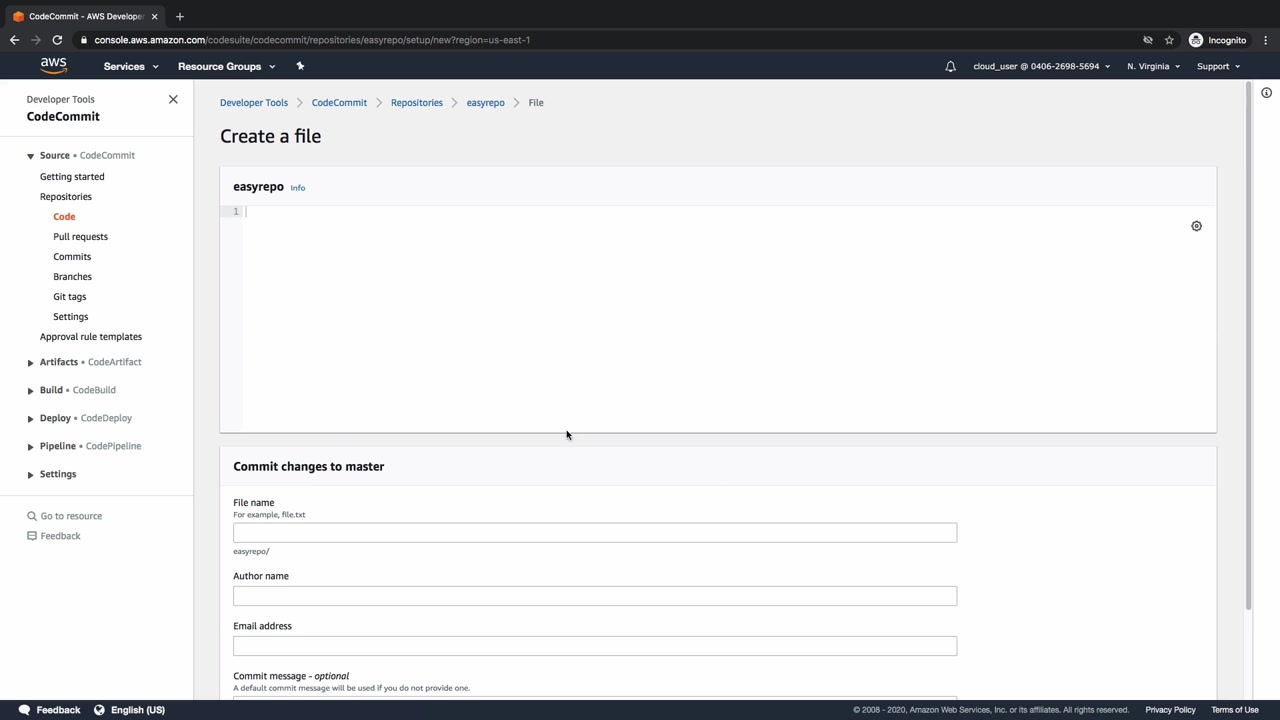 CodeCommit - AWS Developer
console.aws.amazon.com/codesuite/codecommit/repositories/easyrepo/setup/new?region=us-east-1
Incognito
aws
Services
Resource Groups
cloud_user @ 0406-2698-5694
N. Virginia
Support
Developer Tools
CodeCommit
Source • CodeCommit
Getting started
Repositories
Code
Pull requests
Commits
Branches
Git tags
Settings
Approval rule templates
Artifacts • CodeArtifact
Build • CodeBuild
Deploy • CodeDeploy
Pipeline • CodePipeline
Settings
Go to resource
Feedback
Developer Tools > CodeCommit > Repositories > easyrepo > File
Create a file
easyrepo Info
1
Commit changes to master
File name
For example, file.txt
easyrepo/
Author name
Email address
Commit message - optional
A default commit message will be used if you do not provide one.
Feedback
English (US)
© 2008 - 2020, Amazon Web Services, Inc. or its affiliates. All rights reserved.
Privacy Policy
Terms of Use